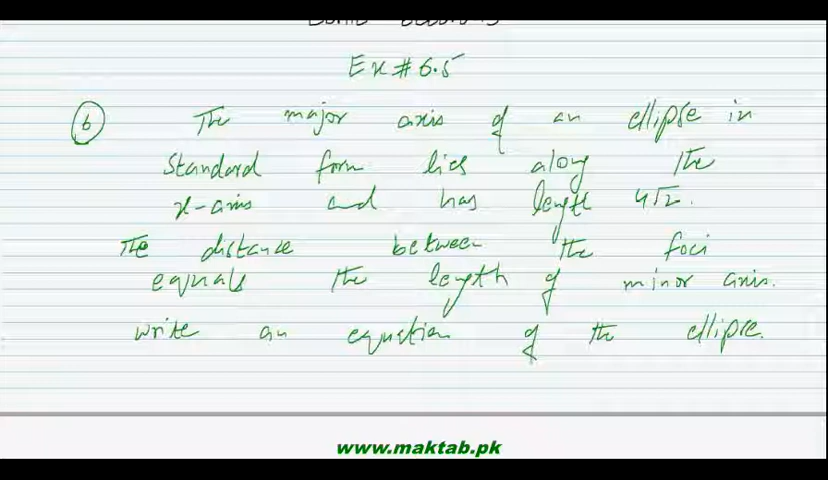 Ex # 6.5
6 The major axis of an ellipse in
standard form lies along the
x-axis and has length 4√2.
The distance between the foci
equals the length of minor axis.
write an equation of the ellipse.
www.maktab.pk